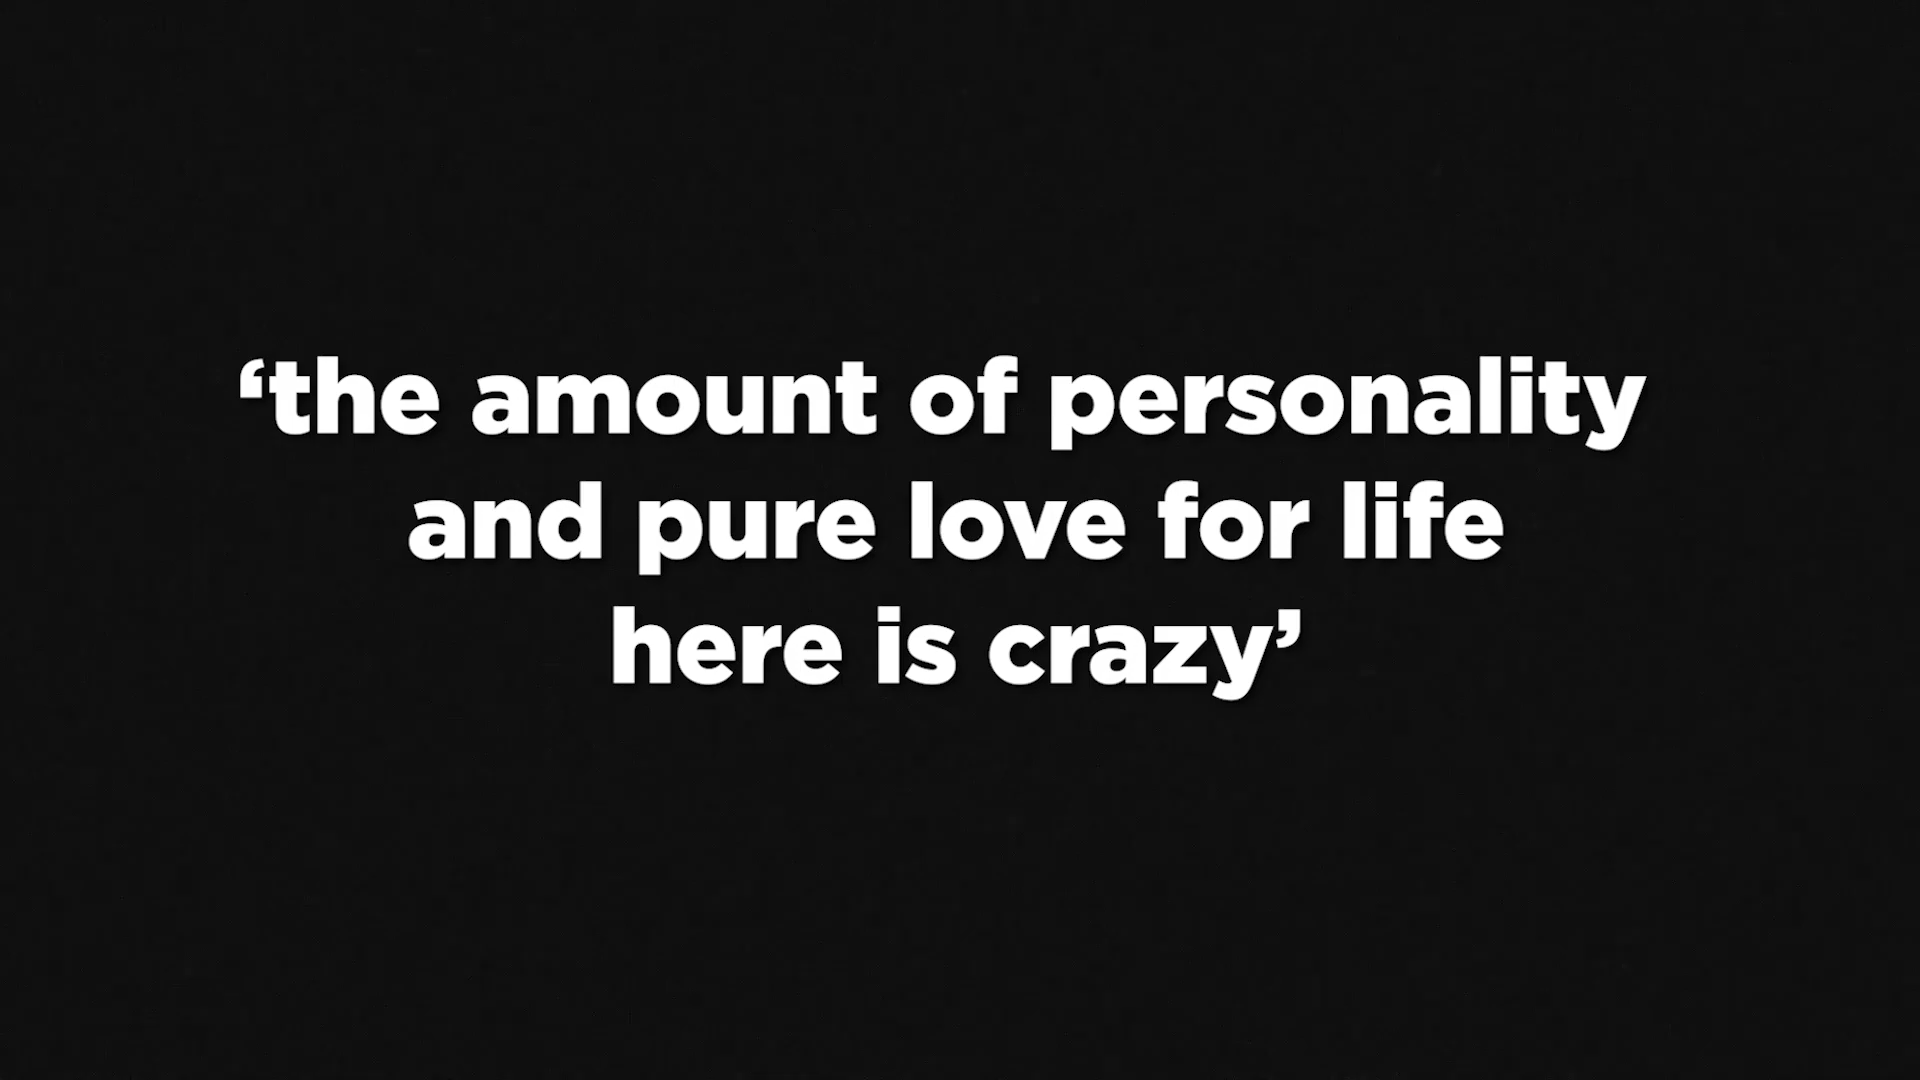 ‘the amount of personality
and pure love for life
here is crazy’